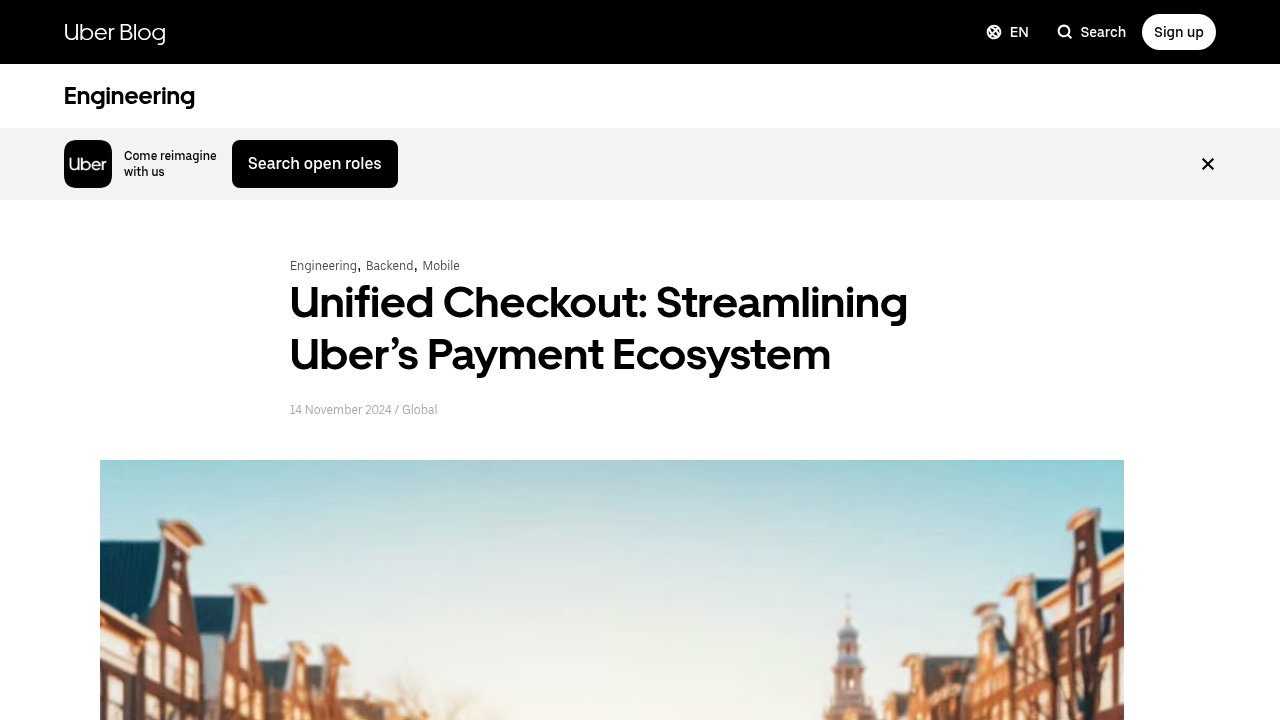 Uber Blog
EN
Search
Sign up
Engineering
Uber
Come reimagine
with us
Search open roles
Engineering, Backend, Mobile
Unified Checkout: Streamlining
Uber’s Payment Ecosystem
14 November 2024 / Global